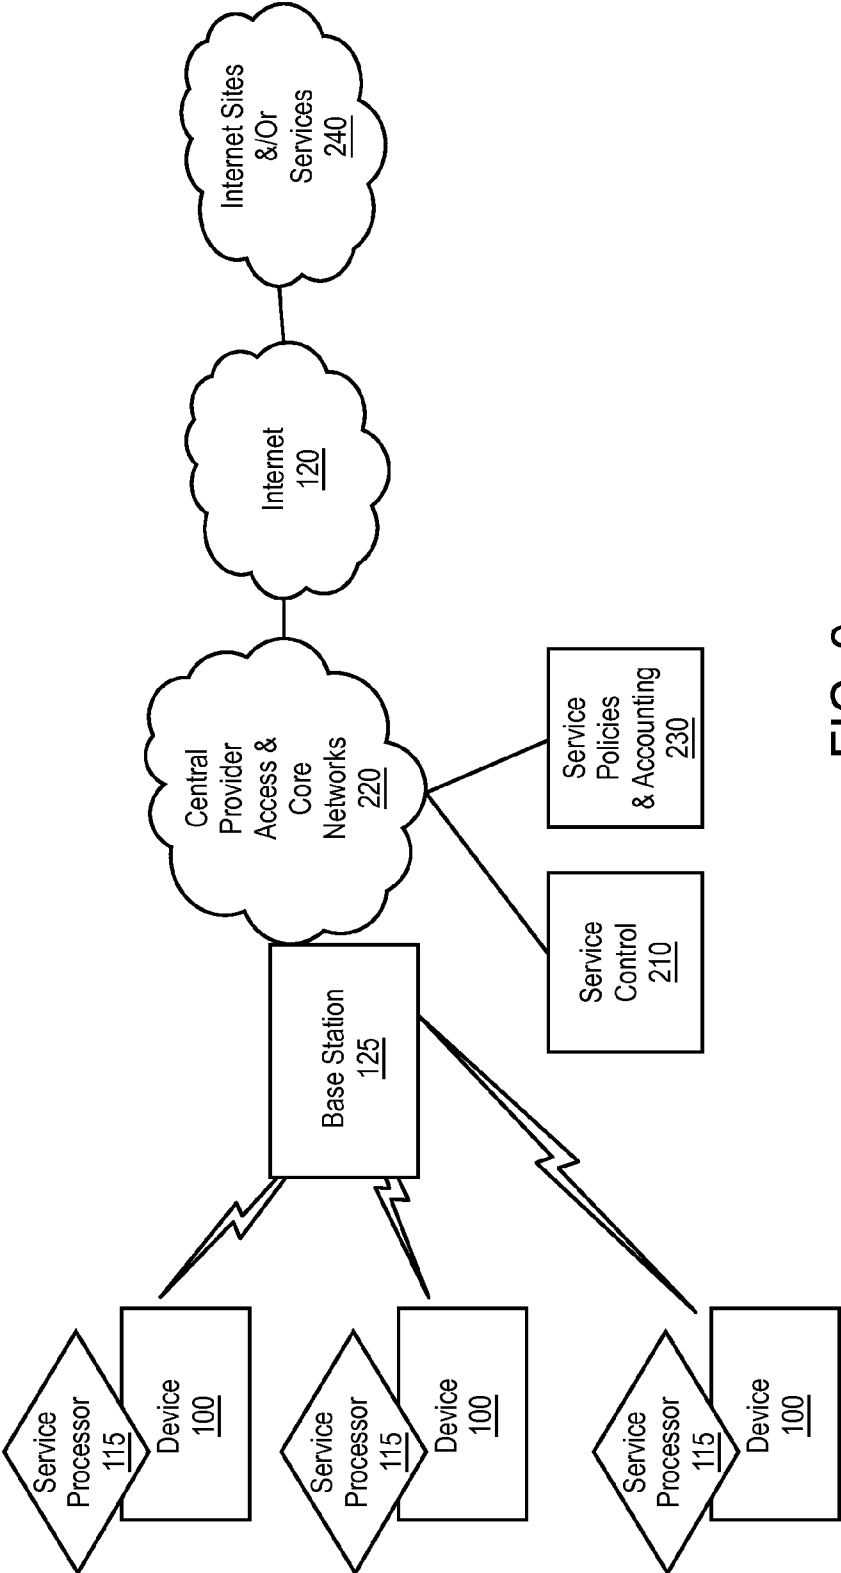 Service
Processor
115
Device
100
Service
Processor
115
Device
100
Service
Processor
115
Device
100
Base Station
125
Central
Provider
Access &
Core
Networks
220
Service
Control
210
Service
Policies
& Accounting
230
Internet
120
Internet Sites
&/Or
Services
240
FIG.